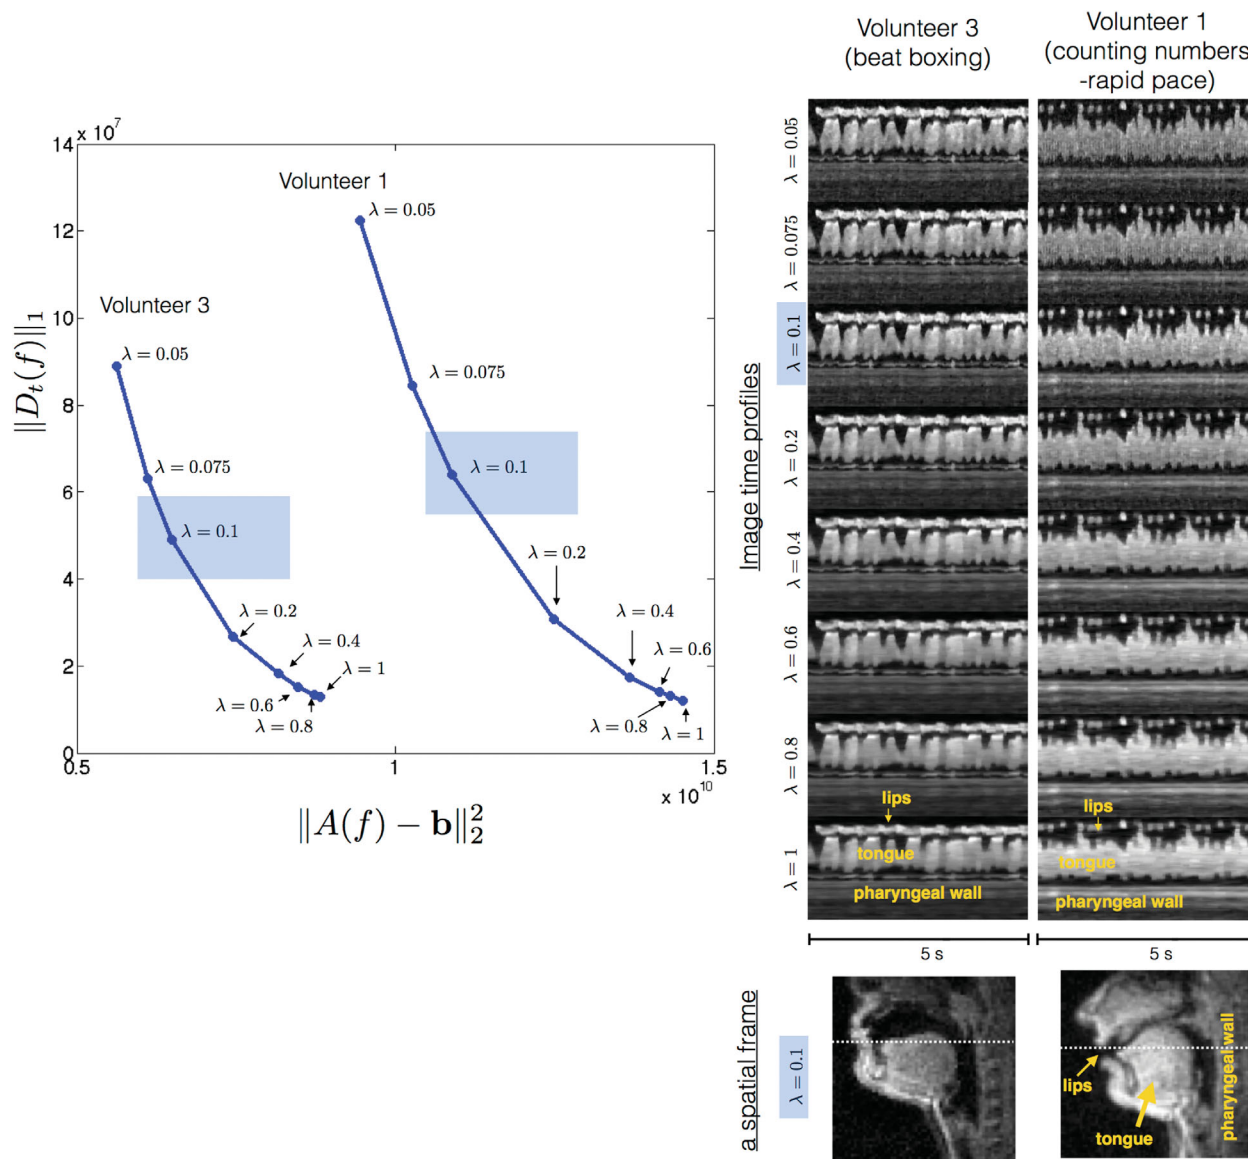 Volunteer 3
(beat boxing)
Volunteer 1
(counting numbers
-rapid pace)
x 10^7
14
12
10
8
6
4
2
0
‖D_t(f)‖_1
Volunteer 1
λ = 0.05
λ = 0.075
λ = 0.1
λ = 0.2
λ = 0.4
λ = 0.6
λ = 0.8
λ = 1
Volunteer 3
λ = 0.05
λ = 0.075
λ = 0.1
λ = 0.2
λ = 0.4
λ = 1
λ = 0.6
λ = 0.8
0.5
1
1.5
x 10^10
‖A(f) − b‖_2^2
Image time profiles
λ = 0.05
λ = 0.075
λ = 0.1
λ = 0.2
λ = 0.4
λ = 0.6
λ = 0.8
λ = 1
lips
tongue
pharyngeal wall
lips
tongue
pharyngeal wall
5 s
5 s
a spatial frame
λ = 0.1
lips
tongue
pharyngeal wall